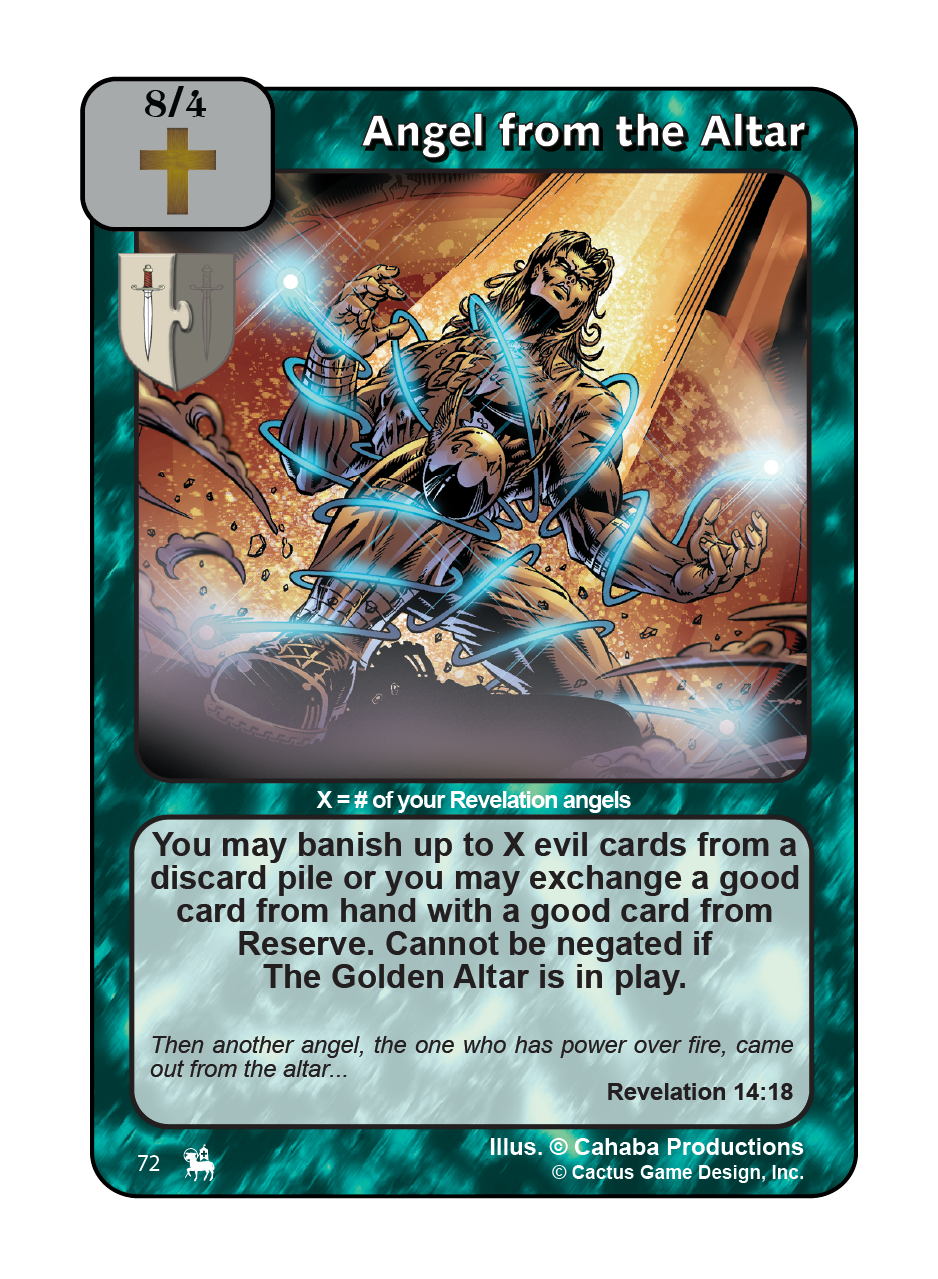 8/4
Angel from the Altar
X = # of your Revelation angels
You may banish up to X evil cards from a
discard pile or you may exchange a good
card from hand with a good card from
Reserve. Cannot be negated if
The Golden Altar is in play.
Then another angel, the one who has power over fire, came
out from the altar...
Revelation 14:18
72
Illus. © Cahaba Productions
© Cactus Game Design, Inc.